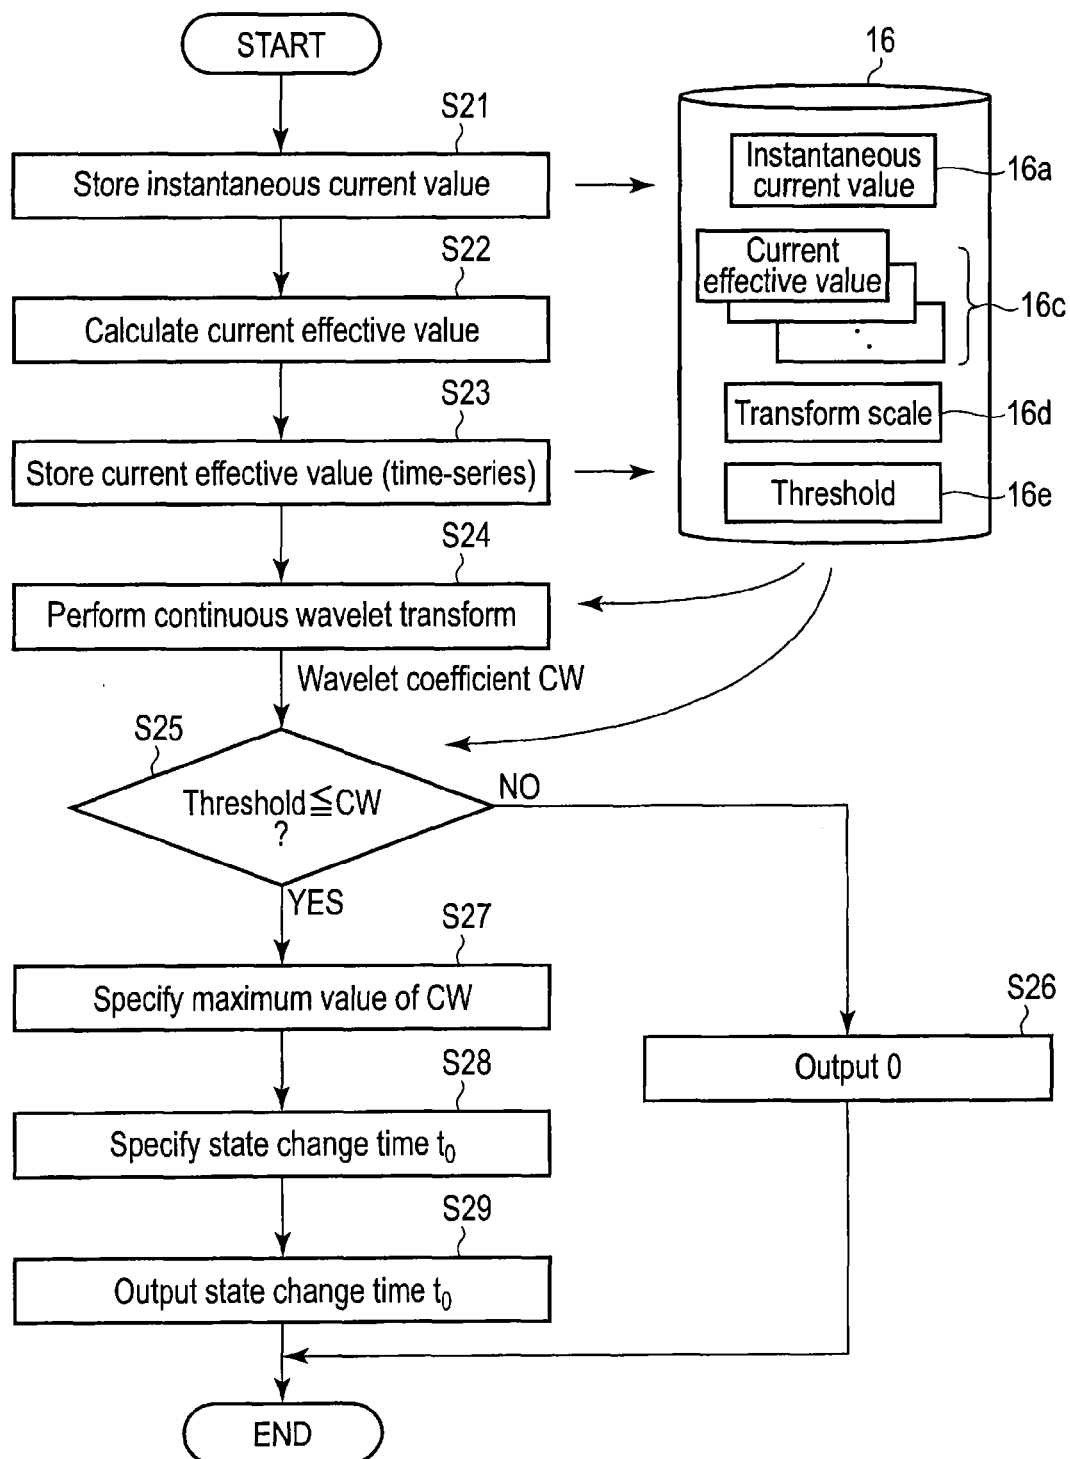 START
16
S21
Store instantaneous current value
Instantaneous
current value
16a
S22
Calculate current effective value
Current
effective value
16c
S23
Store current effective value (time-series)
Transform scale
16d
Threshold
16e
S24
Perform continuous wavelet transform
Wavelet coefficient CW
S25
Threshold≦CW
?
NO
YES
S27
Specify maximum value of CW
S26
Output 0
S28
Specify state change time t₀
S29
Output state change time t₀
END